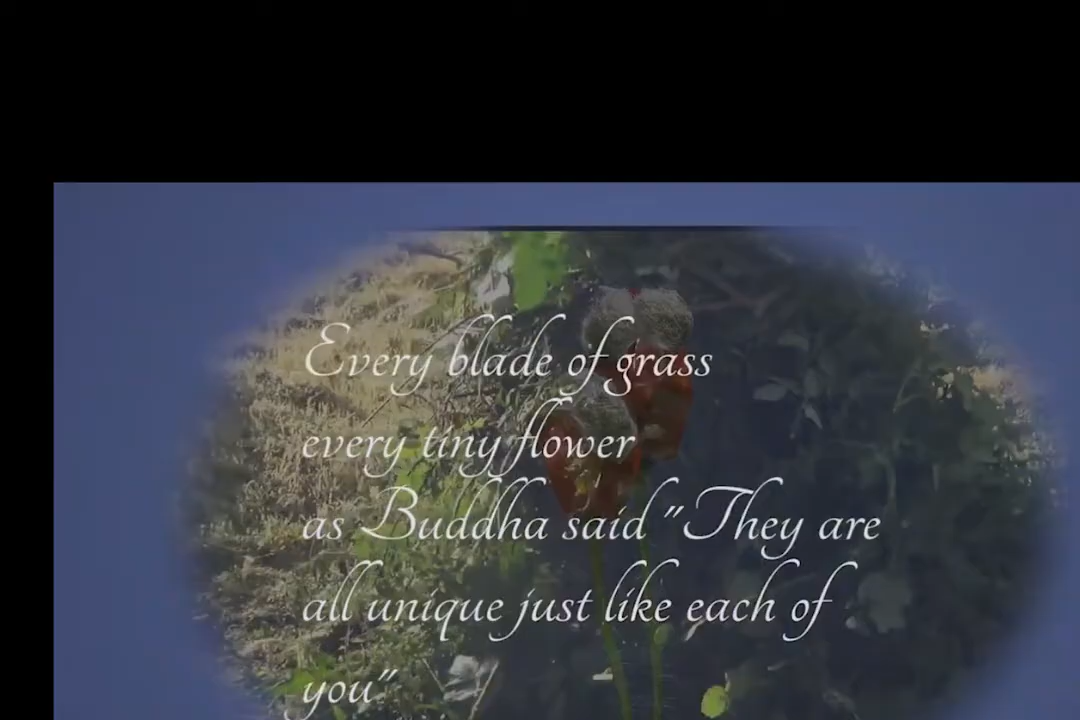 Every blade of grass
every tiny flower
as Buddha said "They are
all unique just like each of
you"